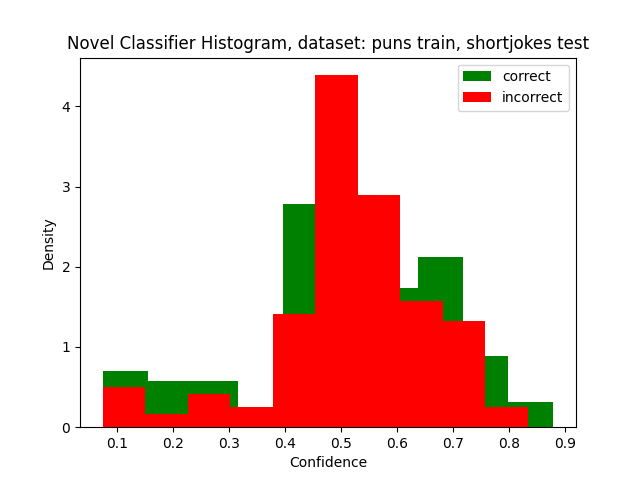 Novel Classifier Histogram, dataset: puns train, shortjokes test
correct
incorrect
4
3
2
1
0
Density
0.1 0.2 0.3 0.4 0.5 0.6 0.7 0.8 0.9
Confidence